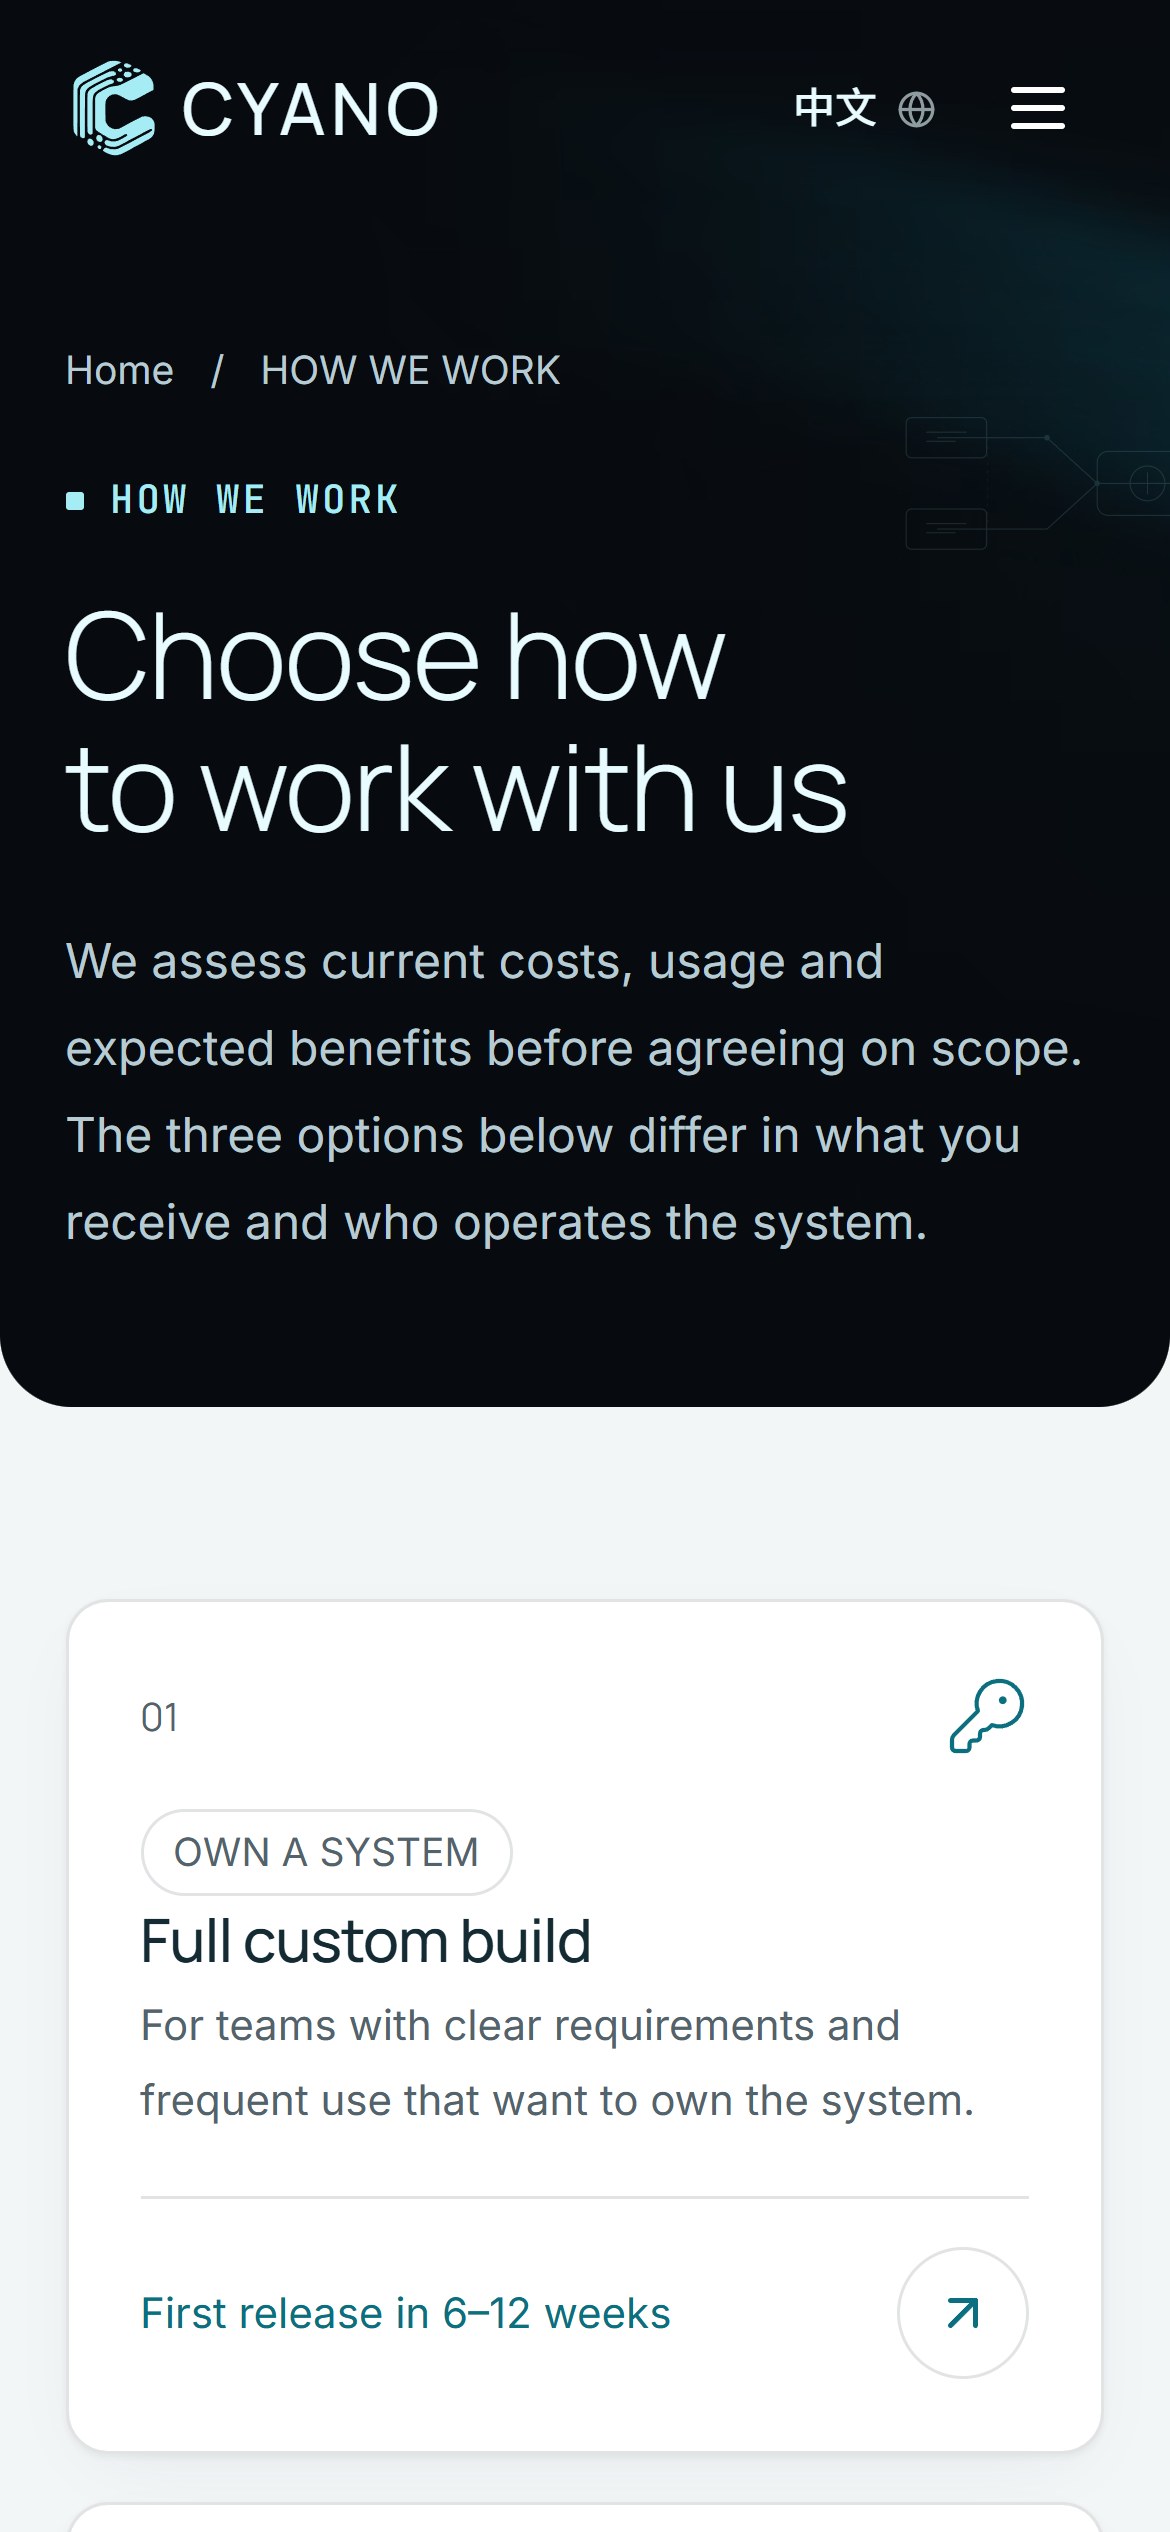 CYANO
中文
Home / HOW WE WORK
HOW WE WORK
Choose how
to work with us
We assess current costs, usage and
expected benefits before agreeing on scope.
The three options below differ in what you
receive and who operates the system.
01
OWN A SYSTEM
Full custom build
For teams with clear requirements and
frequent use that want to own the system.
First release in 6–12 weeks